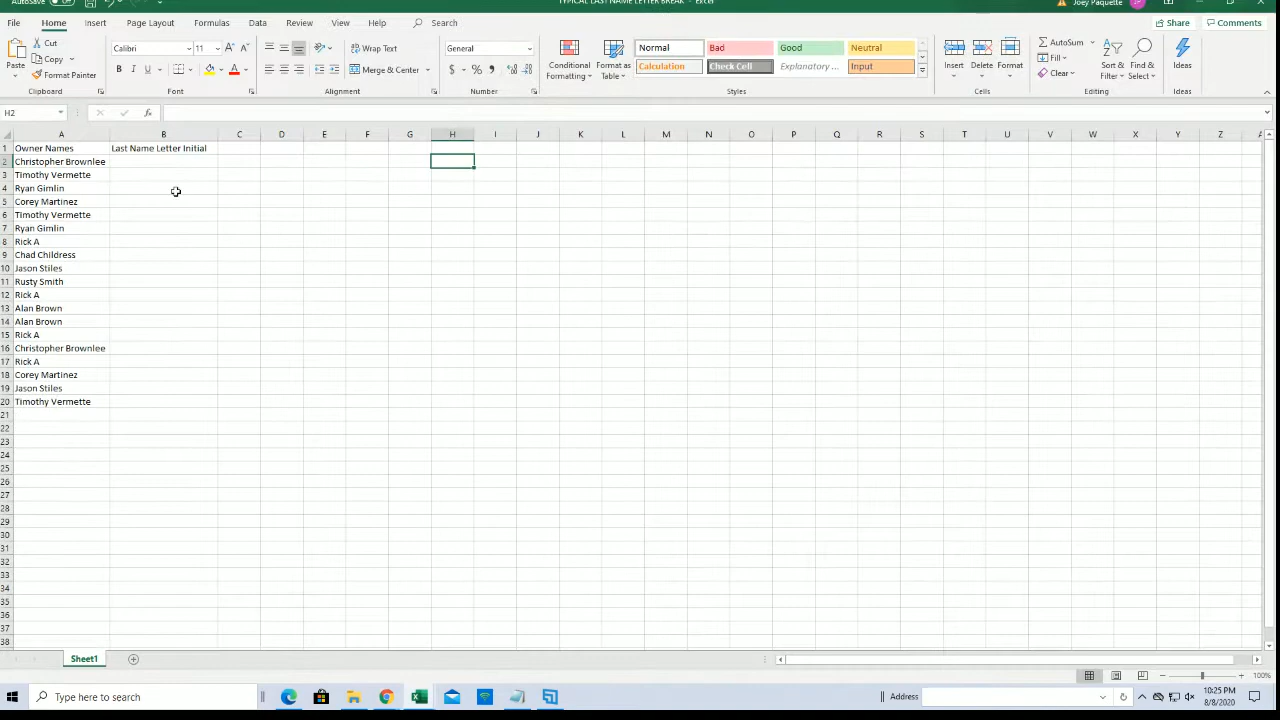 AutoSave Off TYPICAL LAST NAME LETTER BREAK - Excel Joey Paquette JP
File Home Insert Page Layout Formulas Data Review View Help Search Share Comments
Paste Cut Copy Format Painter Clipboard
Calibri 11 A A B I U A Font
Wrap Text Merge & Center Alignment
General $ % , Number
Conditional Formatting Format as Table
Normal Bad Good Neutral
Calculation Check Cell Explanatory ... Input
Styles
Insert Delete Format Cells
AutoSum Fill Clear Sort & Filter Find & Select Editing
Ideas Ideas
H2 fx
A B C D E F G H I J K L M N O P Q R S T U V W X Y Z
1 Owner Names Last Name Letter Initial
2 Christopher Brownlee
3 Timothy Vermette
4 Ryan Gimlin
5 Corey Martinez
6 Timothy Vermette
7 Ryan Gimlin
8 Rick A
9 Chad Childress
10 Jason Stiles
11 Rusty Smith
12 Rick A
13 Alan Brown
14 Alan Brown
15 Rick A
16 Christopher Brownlee
17 Rick A
18 Corey Martinez
19 Jason Stiles
20 Timothy Vermette
21
22
23
24
25
26
27
28
29
30
31
32
33
34
35
36
37
38
Sheet1
100%
Type here to search Address 10:25 PM
8/8/2020